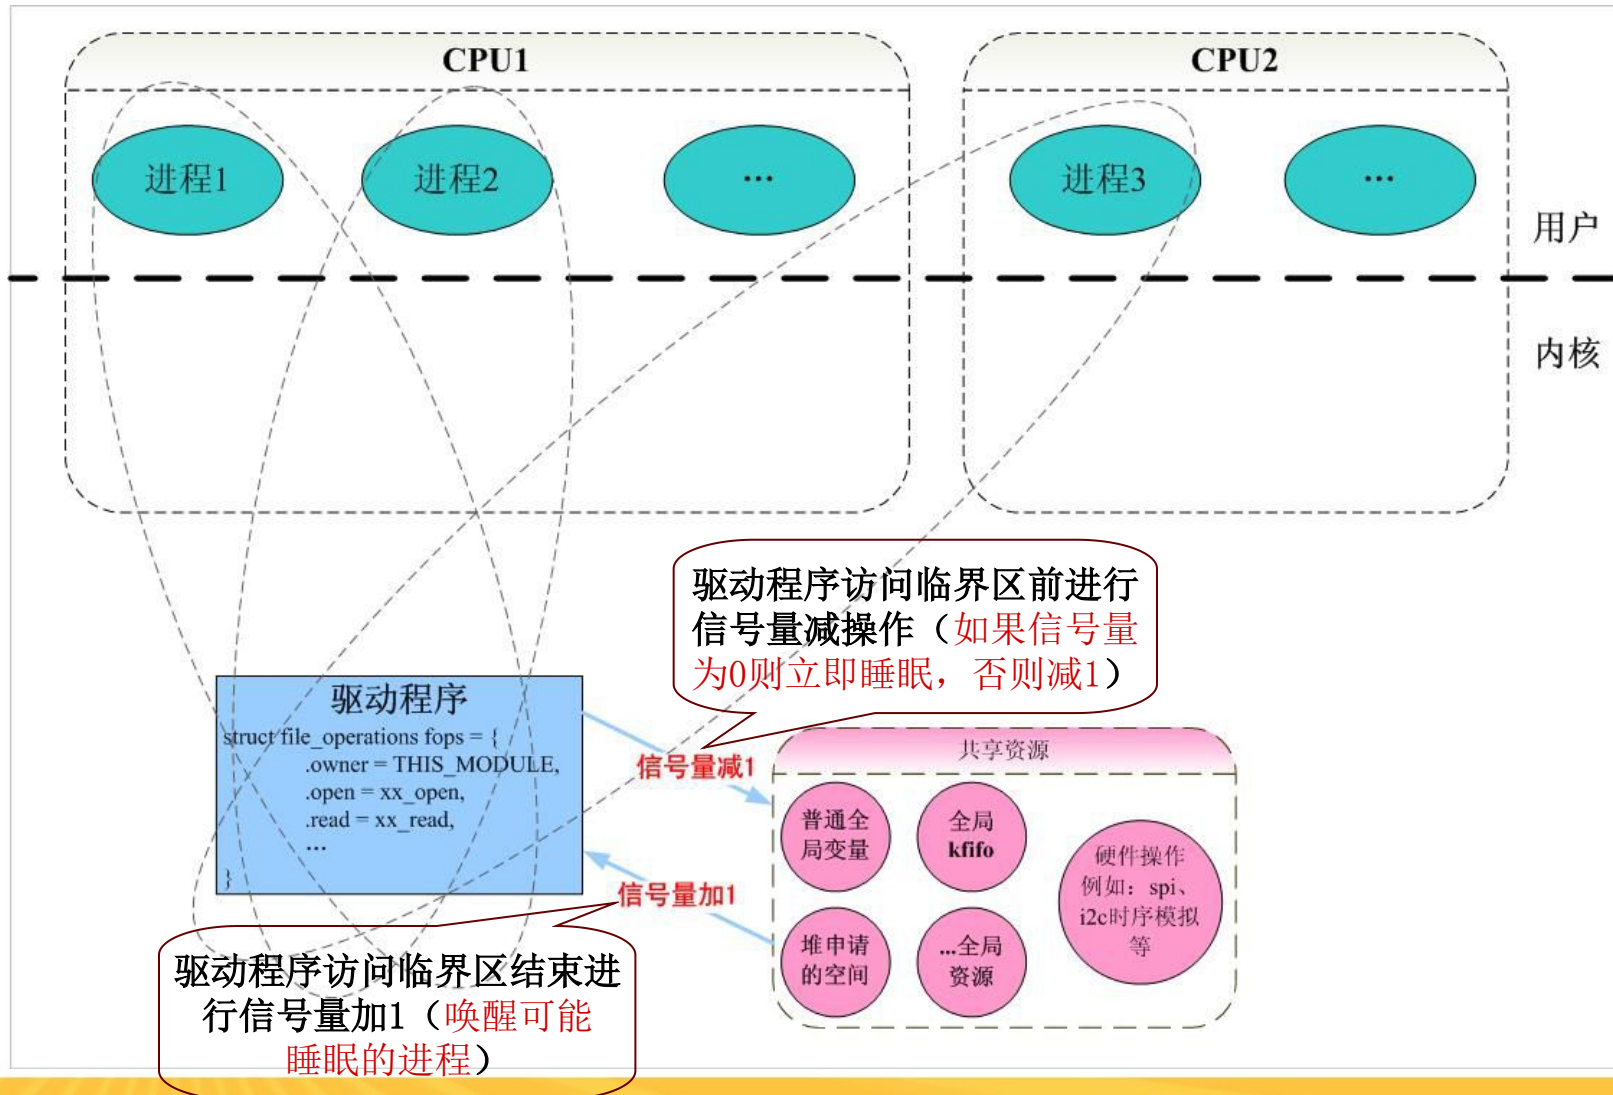 CPU1
CPU2
进程1
进程2
...
进程3
...
用户
内核
驱动程序访问临界区前进行
信号量减操作（如果信号量
为0则立即睡眠，否则减1）
驱动程序
struct file_operations fops = {
.owner = THIS_MODULE,
.open = xx_open,
.read = xx_read,
...
}
信号量减1
信号量加1
共享资源
普通全
局变量
全局
kfifo
硬件操作
例如：spi、
i2c时序模拟
等
堆申请
的空间
...全局
资源
驱动程序访问临界区结束进
行信号量加1（唤醒可能
睡眠的进程）